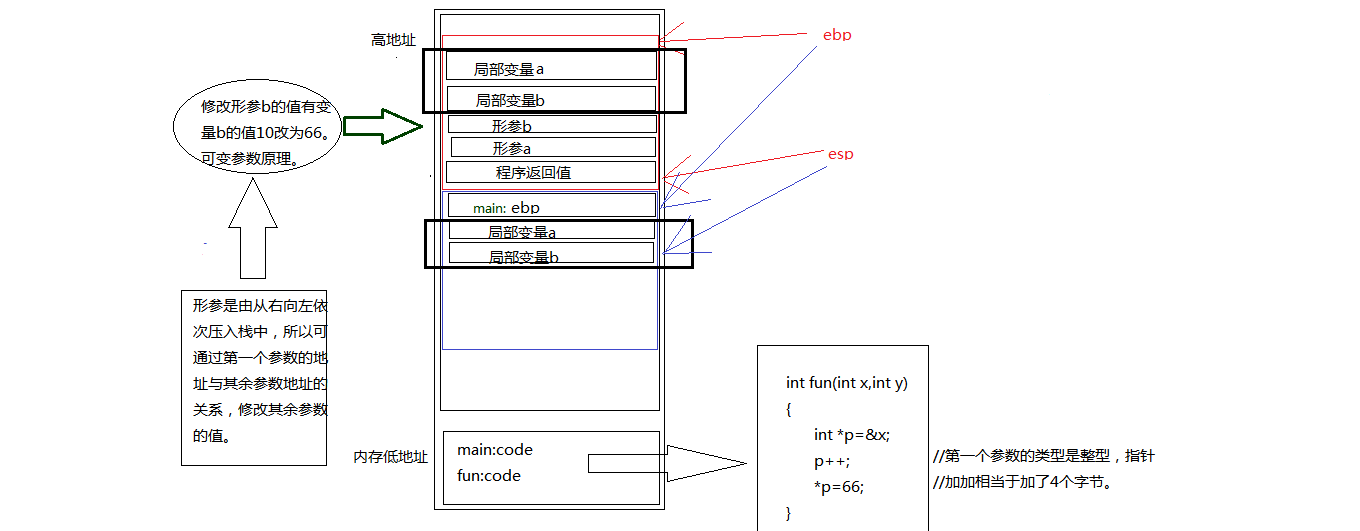 高地址
ebp
局部变量a
局部变量b
修改形参b的值有变
量b的值10改为66。
可变参数原理。
形参b
形参a
程序返回值
esp
main: ebp
局部变量a
局部变量b
形参是由从右向左依
次压入栈中，所以可
通过第一个参数的地
址与其余参数地址的
关系，修改其余参数
的值。
内存低地址
main:code
fun:code
int fun(int x,int y)
{
int *p=&x;
p++;
*p=66;
}
//第一个参数的类型是整型，指针
//加加相当于加了4个字节。